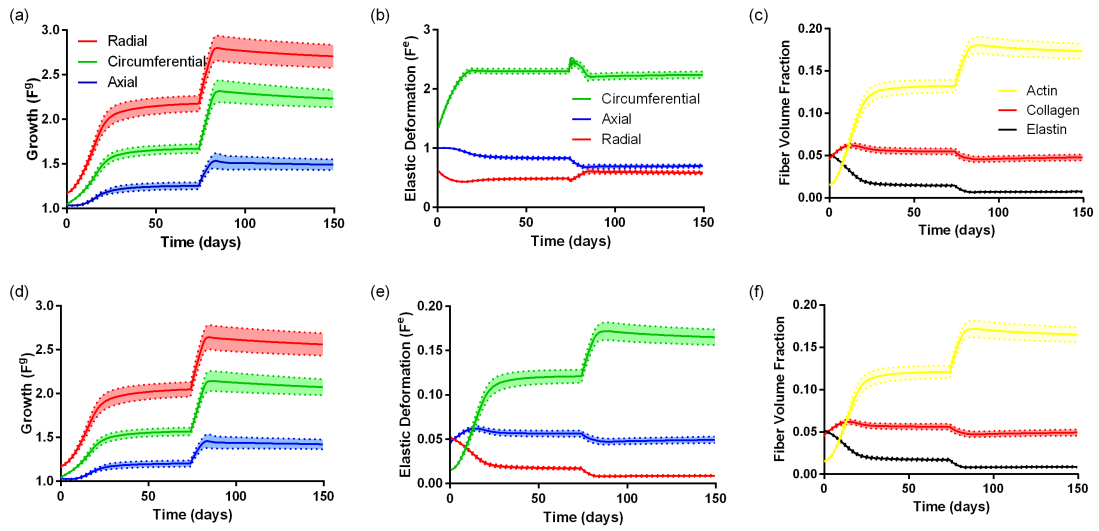 (a)
Growth (Fg)
3.0
2.5
2.0
1.5
1.0
Radial
Circumferential
Axial
0
50
100
150
Time (days)
(b)
Elastic Deformation (Fe)
3
2
1
0
Circumferential
Axial
Radial
0
50
100
150
Time (days)
(c)
Fiber Volume Fraction
0.20
0.15
0.10
0.05
0.00
Actin
Collagen
Elastin
0
50
100
150
Time (days)
(d)
Growth (Fg)
3.0
2.5
2.0
1.5
1.0
0
50
100
150
Time (days)
(e)
Elastic Deformation (Fe)
0.20
0.15
0.10
0.05
0.00
0
50
100
150
Time (days)
(f)
Fiber Volume Fraction
0.20
0.15
0.10
0.05
0.00
0
50
100
150
Time (days)